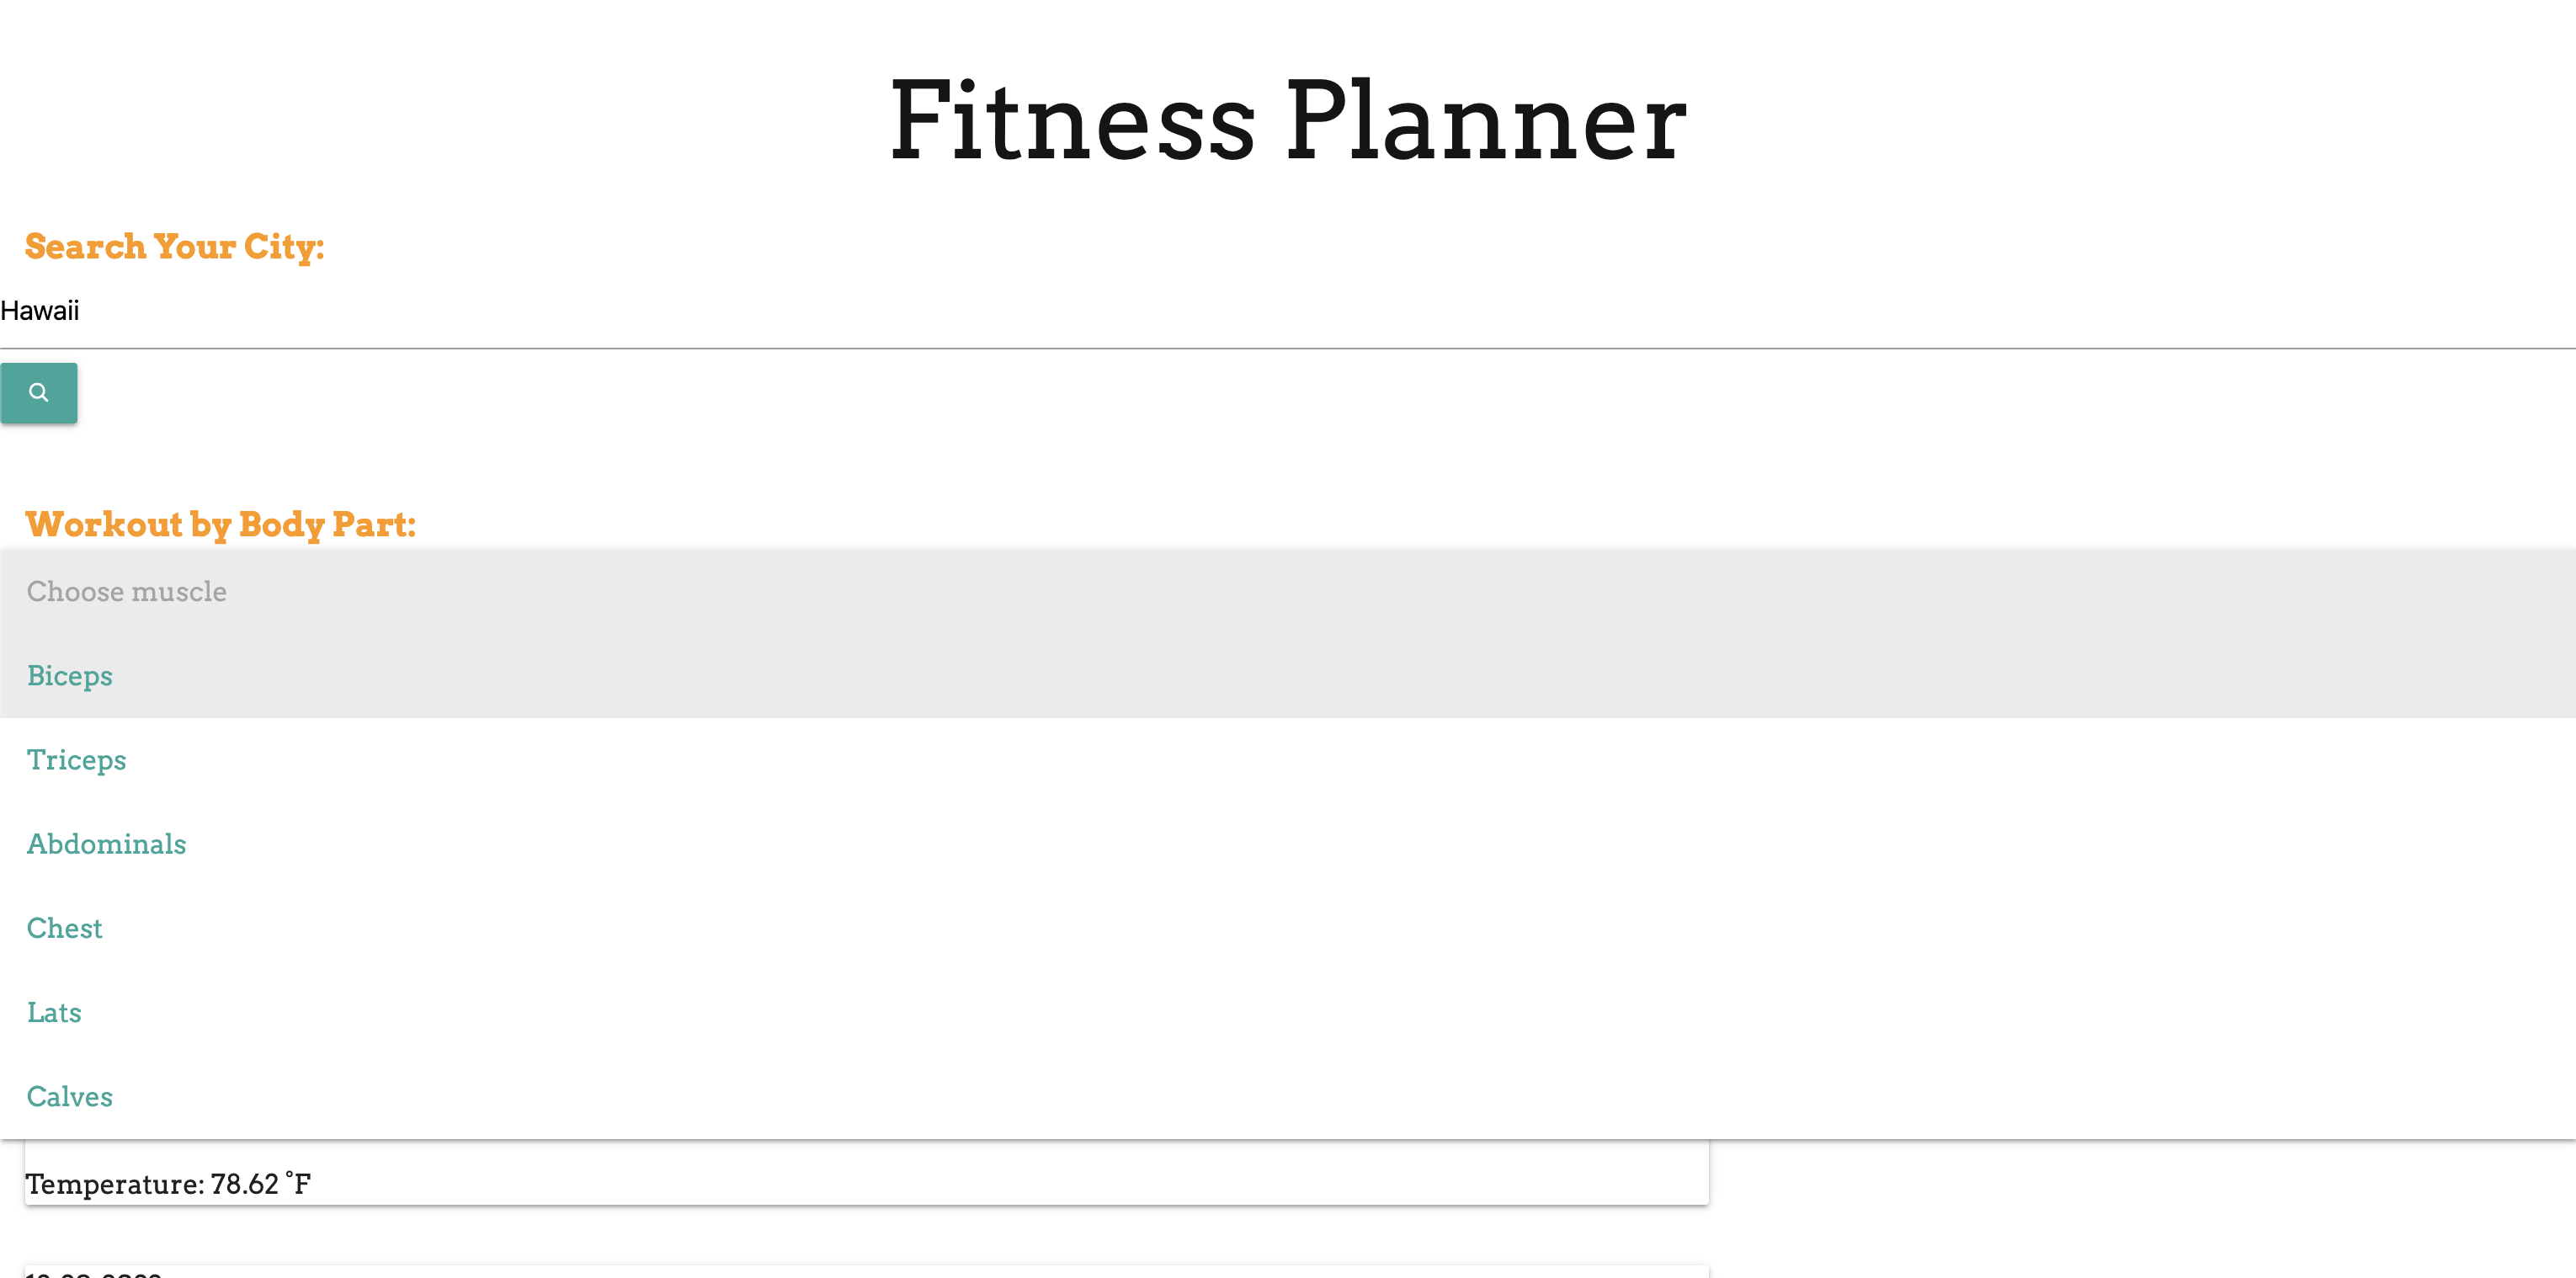 Fitness Planner
Search Your City:
Hawaii
Workout by Body Part:
Choose muscle
Biceps
Triceps
Abdominals
Chest
Lats
Calves
Temperature: 78.62 °F